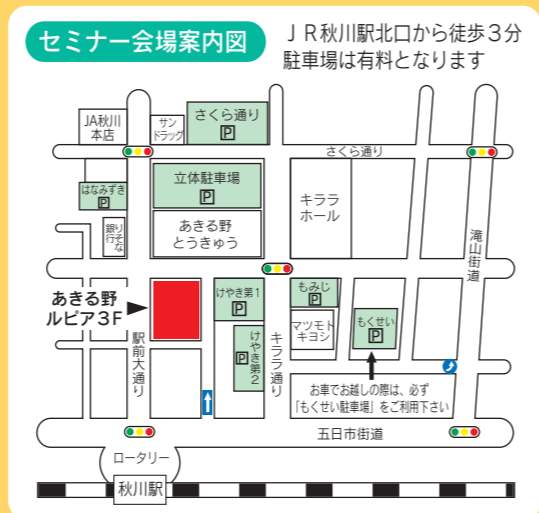 セミナー会場案内図
ＪＲ秋川駅北口から徒歩３分
駐車場は有料となります
JA秋川
本店
サン
ドラッグ
さくら通り
P
さくら通り
はなみずき
P
立体駐車場
P
キララ
ホール
りそな
銀行
あきる野
とうきゅう
滝山街道
あきる野
ルピア3F
けやき第1
P
もみじ
P
マツモト
キヨシ
もくせい
P
駅前大通り
けやき第2
P
キララ通り
お車でお越しの際は、必ず
「もくせい駐車場」をご利用下さい
五日市街道
ロータリー
秋川駅